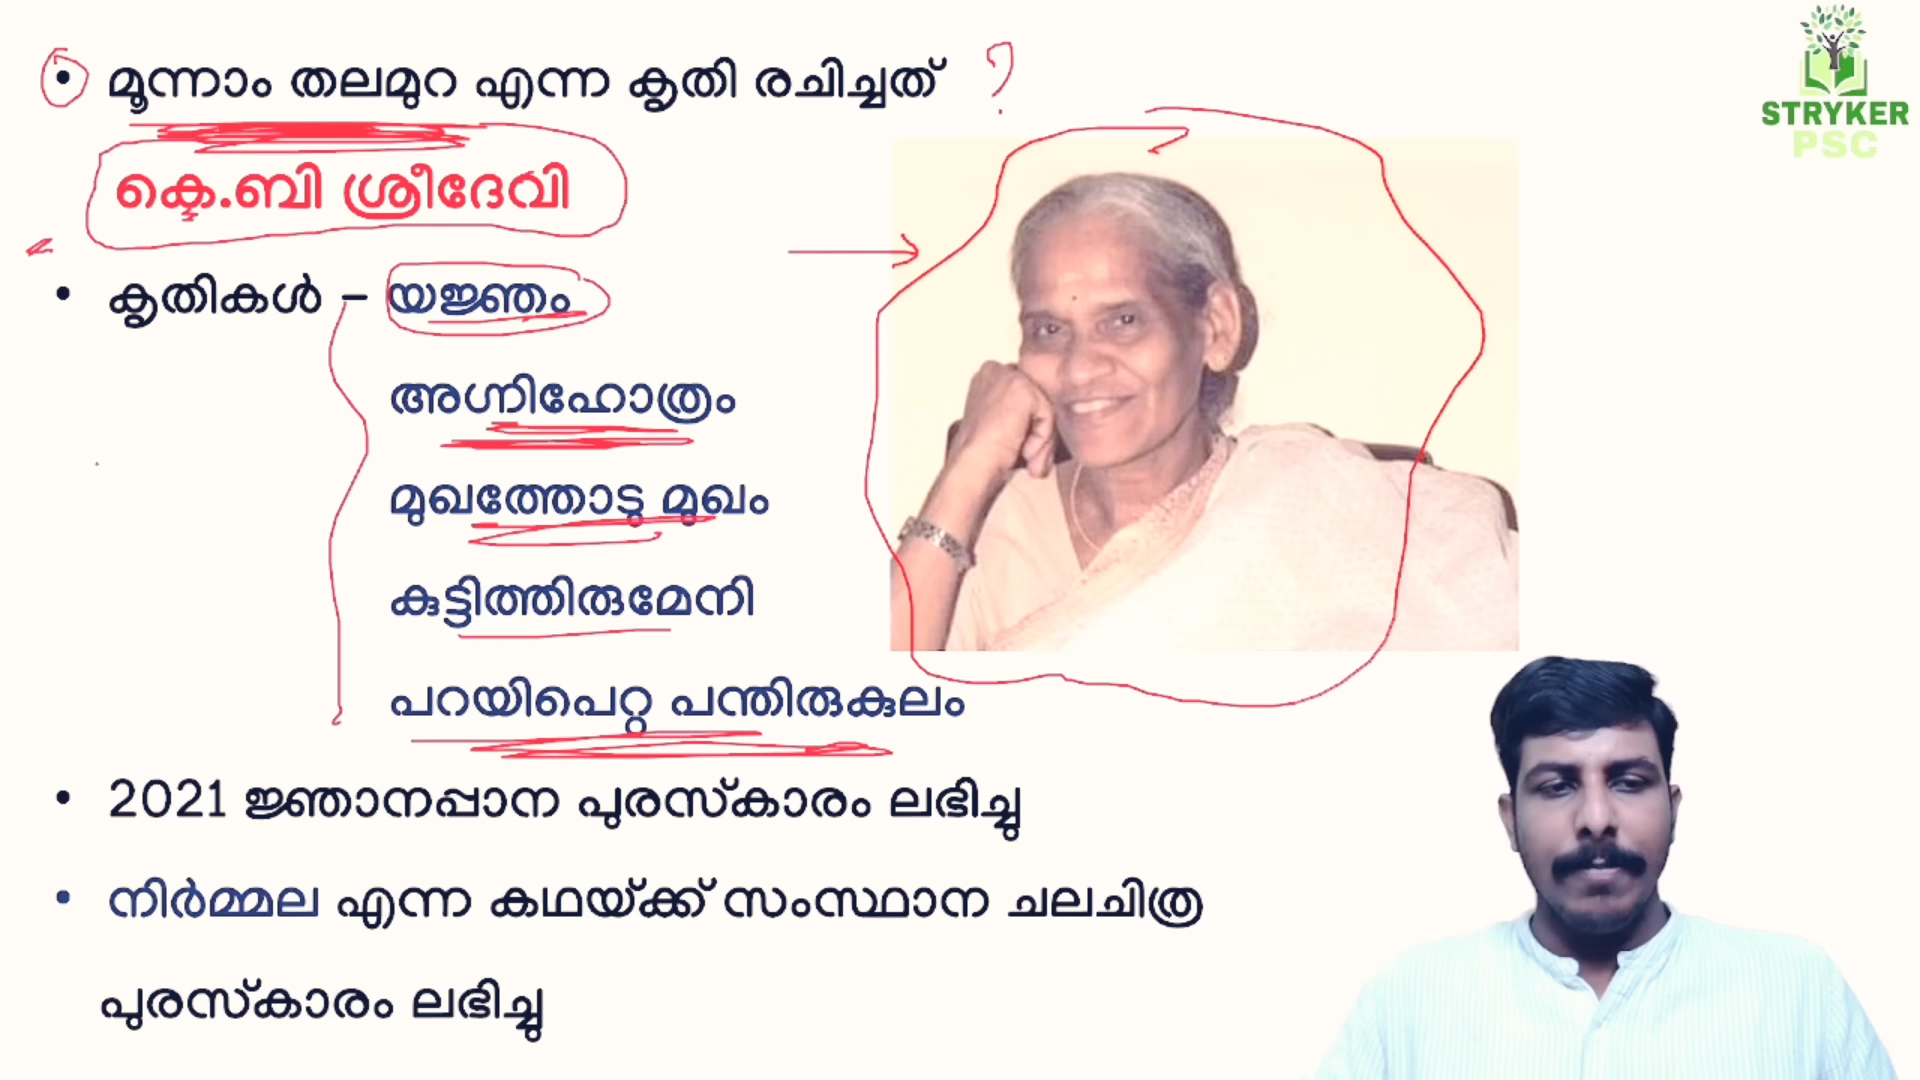 • മൂന്നാം തലമുറ എന്ന കൃതി രചിച്ചത് ?
STRYKER
PSC
കെ.ബി ശ്രീദേവി
• കൃതികൾ – യജ്ഞം
അഗ്നിഹോത്രം
മുഖത്തോടു മുഖം
കുട്ടിത്തിരുമേനി
പറയിപെറ്റ പന്തിരുകുലം
• 2021 ജ്ഞാനപ്പാന പുരസ്‌കാരം ലഭിച്ചു
• നിർമ്മല എന്ന കഥയ്ക്ക് സംസ്ഥാന ചലചിത്ര
പുരസ്‌കാരം ലഭിച്ചു